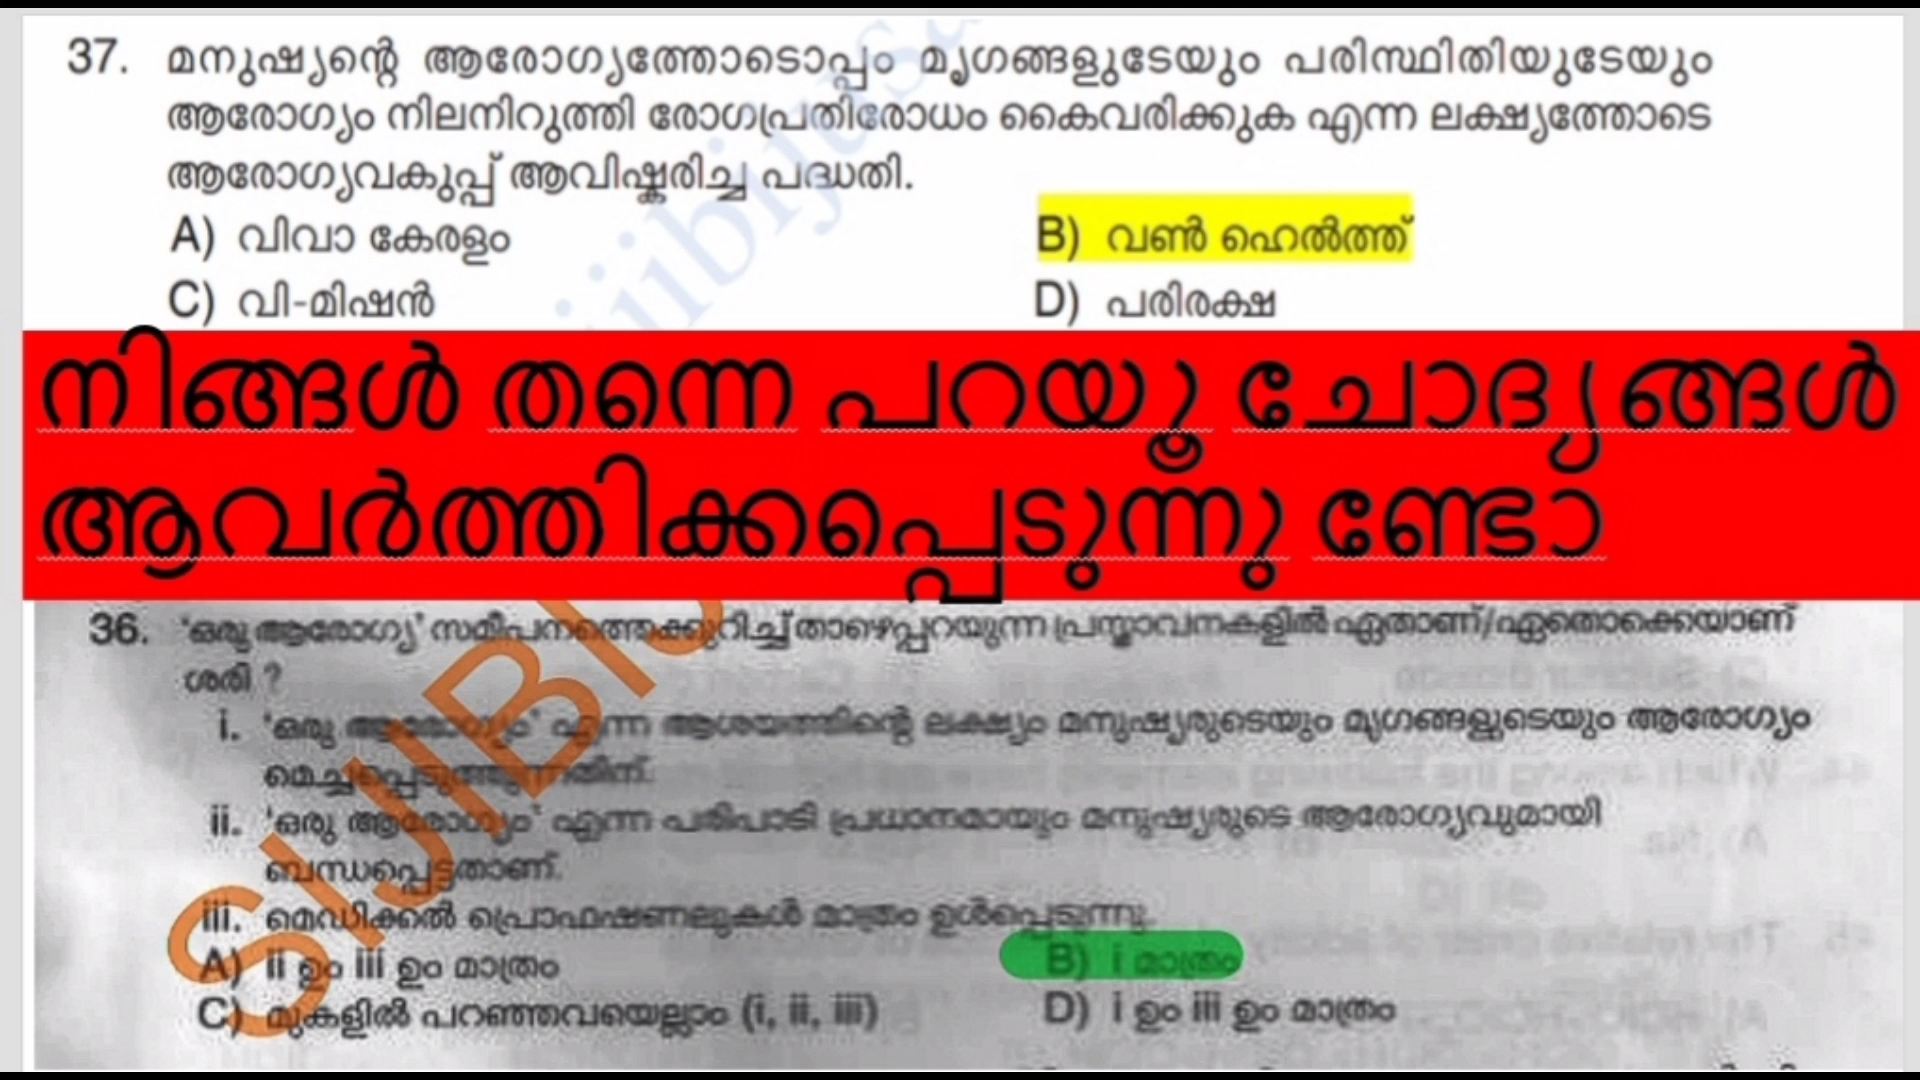 37. മനുഷ്യന്റെ ആരോഗ്യത്തോടൊപ്പം മൃഗങ്ങളുടേയും പരിസ്ഥിതിയുടേയും
ആരോഗ്യം നിലനിറുത്തി രോഗപ്രതിരോധം കൈവരിക്കുക എന്ന ലക്ഷ്യത്തോടെ
ആരോഗ്യവകുപ്പ് ആവിഷ്കരിച്ച പദ്ധതി.
A) വിവാ കേരളം B) വൺ ഹെൽത്ത്
C) വി-മിഷൻ D) പരിരക്ഷ
നിങ്ങൾ തന്നെ പറയൂ ചോദ്യങ്ങൾ
ആവർത്തിക്കപ്പെടുന്നു ണ്ടോ
36. 'ഒരു ആരോഗ്യ' സമീപനത്തെക്കുറിച്ച് താഴെപ്പറയുന്ന പ്രസ്താവനകളിൽ ഏതാണ്/ഏതൊക്കെയാണ്
ശരി ?
i. 'ഒരു ആരോഗ്യം' എന്ന ആശയത്തിന്റെ ലക്ഷ്യം മനുഷ്യരുടെയും മൃഗങ്ങളുടെയും ആരോഗ്യം
മെച്ചപ്പെടുത്തുന്നതിന്.
ii. 'ഒരു ആരോഗ്യം' എന്ന പരിപാടി പ്രധാനമായും മനുഷ്യരുടെ ആരോഗ്യവുമായി
ബന്ധപ്പെട്ടതാണ്.
iii. മെഡിക്കൽ പ്രൊഫഷണലുകൾ മാത്രം ഉൾപ്പെടുന്നു.
A) ii ഉം iii ഉം മാത്രം B) i മാത്രം
C) മുകളിൽ പറഞ്ഞവയെല്ലാം (i, ii, iii) D) i ഉം iii ഉം മാത്രം